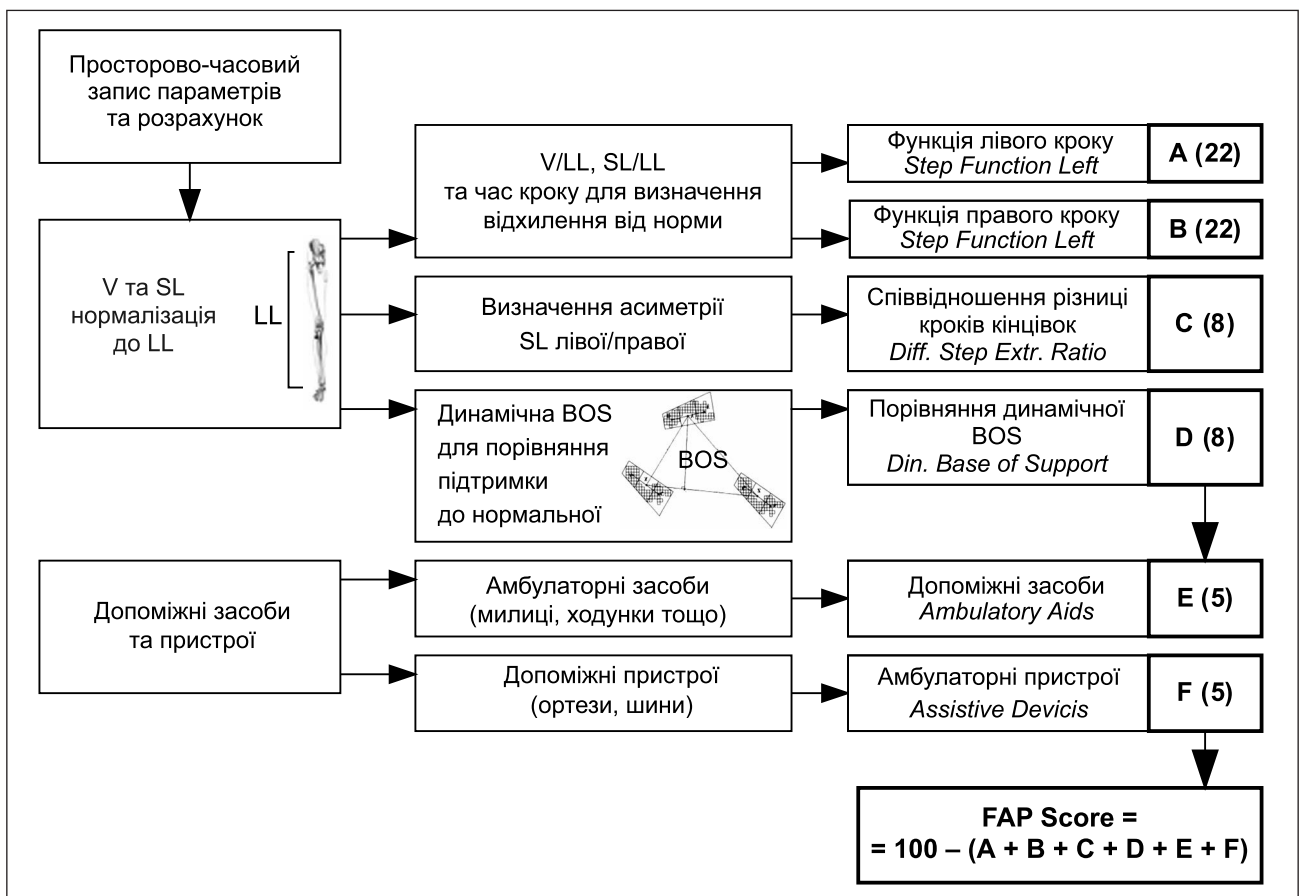 Просторово-часовий
запис параметрів
та розрахунок
V та SL
нормалізація
до LL
LL
V/LL, SL/LL
та час кроку для визначення
відхилення від норми
Функція лівого кроку
Step Function Left
A (22)
Функція правого кроку
Step Function Left
B (22)
Визначення асиметрії
SL лівої/правої
Співвідношення різниці
кроків кінцівок
Diff. Step Extr. Ratio
C (8)
Динамічна BOS
для порівняння
підтримки
до нормальної
BOS
Порівняння динамічної
BOS
Din. Base of Support
D (8)
Допоміжні засоби
та пристрої
Амбулаторні засоби
(милиці, ходунки тощо)
Допоміжні засоби
Ambulatory Aids
E (5)
Допоміжні пристрої
(ортези, шини)
Амбулаторні пристрої
Assistive Devicis
F (5)
FAP Score =
= 100 – (A + B + C + D + E + F)